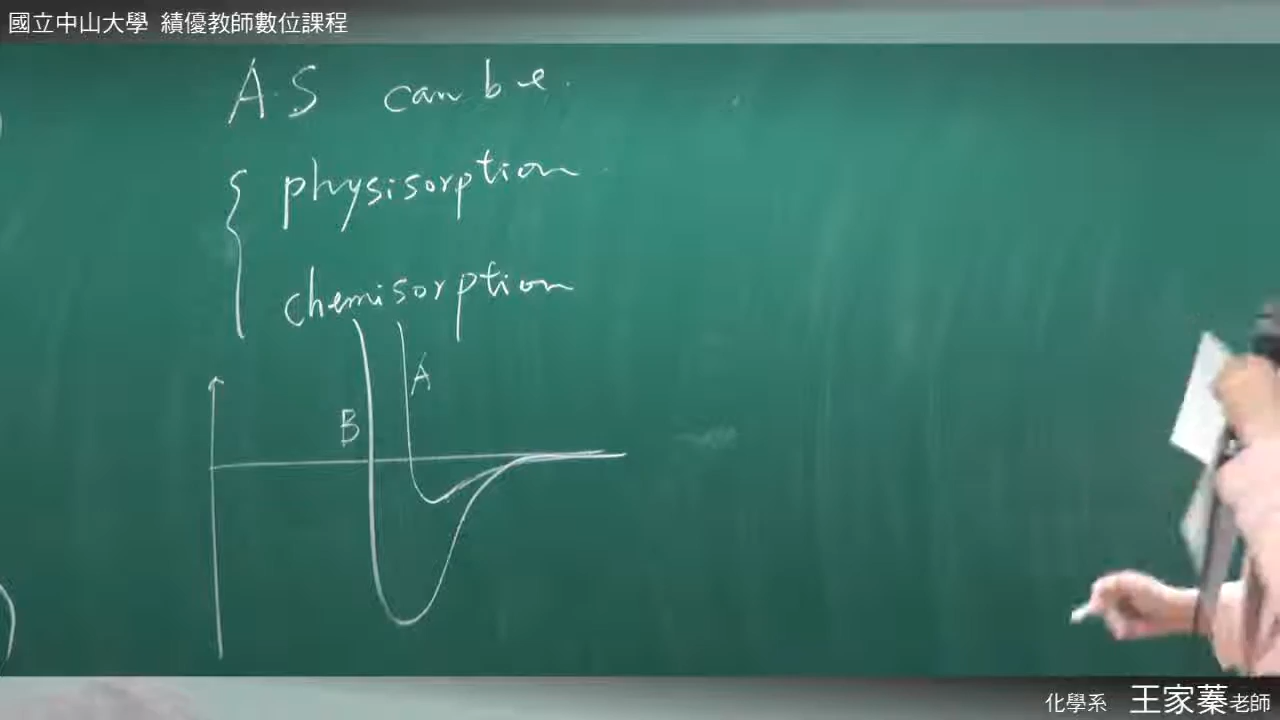 國立中山大學 績優教師數位課程
A·S can be
physisorption
chemisorption
A
B
化學系 王家蓁老師